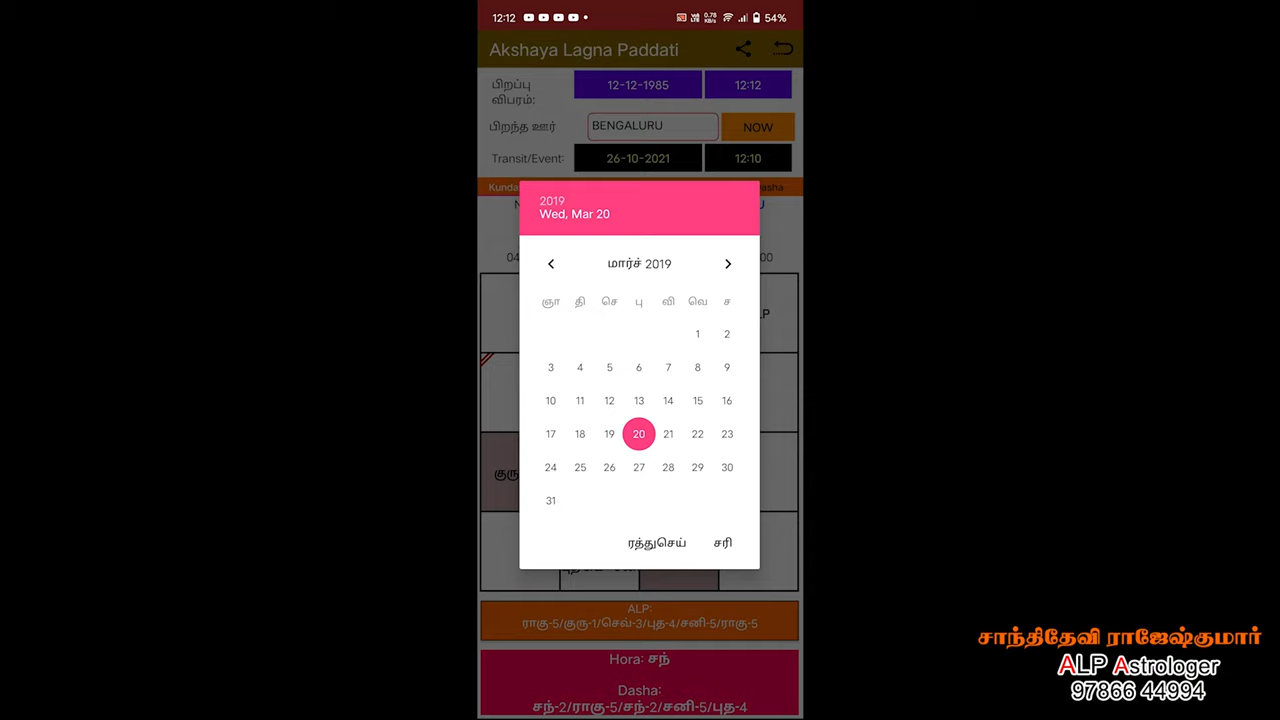 12:12
0.78 KB/s
54%
Akshaya Lagna Paddati
பிறப்பு விபரம்:
12-12-1985
12:12
பிறந்த ஊர்
BENGALURU
NOW
Transit/Event:
26-10-2021
12:10
2019
Wed, Mar 20
மார்ச் 2019
ஞா தி செ பு வி வெ ச
1 2
3 4 5 6 7 8 9
10 11 12 13 14 15 16
17 18 19 20 21 22 23
24 25 26 27 28 29 30
31
ரத்துசெய்
சரி
குரு
ALP:
ராகு-5/குரு-1/செவ்-3/புத-4/சனி-5/ராகு-5
Hora: சந்
Dasha:
சந்-2/ராகு-5/சந்-2/சனி-5/புத-4
சாந்திதேவி ராஜேஷ்குமார்
ALP Astrologer
97866 44994